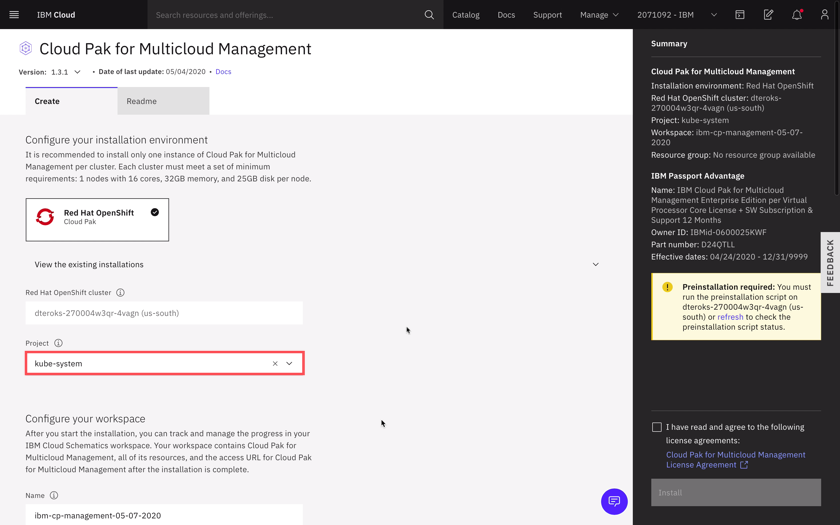 IBM Cloud
Search resources and offerings...
Catalog
Docs
Support
Manage
2071092 - IBM
Cloud Pak for Multicloud Management
Version: 1.3.1
• Date of last update: 05/04/2020 • Docs
Create
Readme
Configure your installation environment
It is recommended to install only one instance of Cloud Pak for Multicloud
Management per cluster. Each cluster must meet a set of minimum
requirements: 1 nodes with 16 cores, 32GB memory, and 25GB disk per node.
Red Hat OpenShift
Cloud Pak
View the existing installations
Red Hat OpenShift cluster
dteroks-270004w3qr-4vagn (us-south)
Project
kube-system
Configure your workspace
After you start the installation, you can track and manage the progress in your
IBM Cloud Schematics workspace. Your workspace contains Cloud Pak for
Multicloud Management, all of its resources, and the access URL for Cloud Pak
for Multicloud Management after the installation is complete.
Name
ibm-cp-management-05-07-2020
Summary
Cloud Pak for Multicloud Management
Installation environment: Red Hat OpenShift
Red Hat OpenShift cluster: dteroks-
270004w3qr-4vagn (us-south)
Project: kube-system
Workspace: ibm-cp-management-05-07-
2020
Resource group: No resource group available
IBM Passport Advantage
Name: IBM Cloud Pak for Multicloud
Management Enterprise Edition per Virtual
Processor Core License + SW Subscription &
Support 12 Months
Owner ID: IBMid-0600025KWF
Part number: D24QTLL
Effective dates: 04/24/2020 - 12/31/9999
Preinstallation required: You must
run the preinstallation script on
dteroks-270004w3qr-4vagn (us-
south) or refresh to check the
preinstallation script status.
I have read and agree to the following
license agreements:
Cloud Pak for Multicloud Management
License Agreement
Install
FEEDBACK